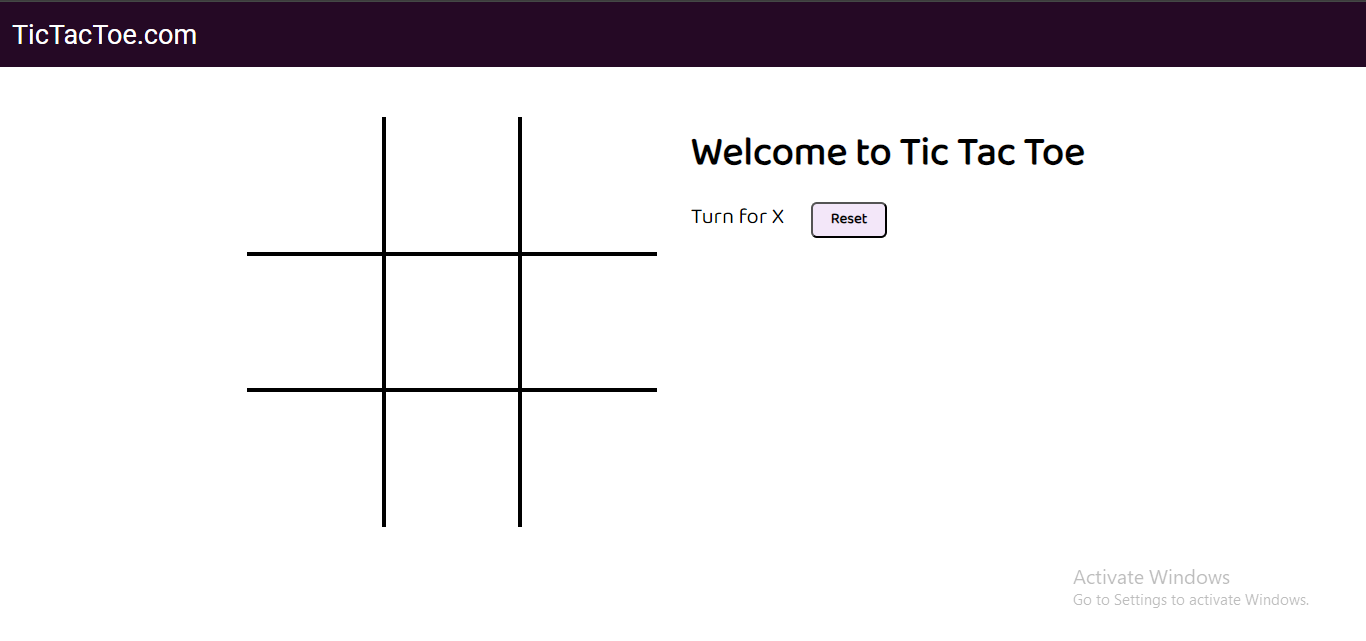 TicTacToe.com
Welcome to Tic Tac Toe
Turn for X
Reset
Activate Windows
Go to Settings to activate Windows.